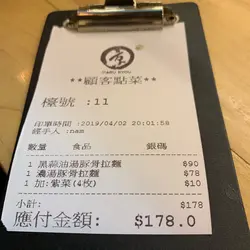 **顧客點菜**
檯號 :11
印單時間 :2019/04/02 20:01:58
經手人 :nam
數量 食品 銀碼
1 黑蒜油湯豚骨拉麵 $90
1 濃湯豚骨拉麵 $78
1 加:紫菜(4枚) $10
小計: $178
應付金額: $178.0